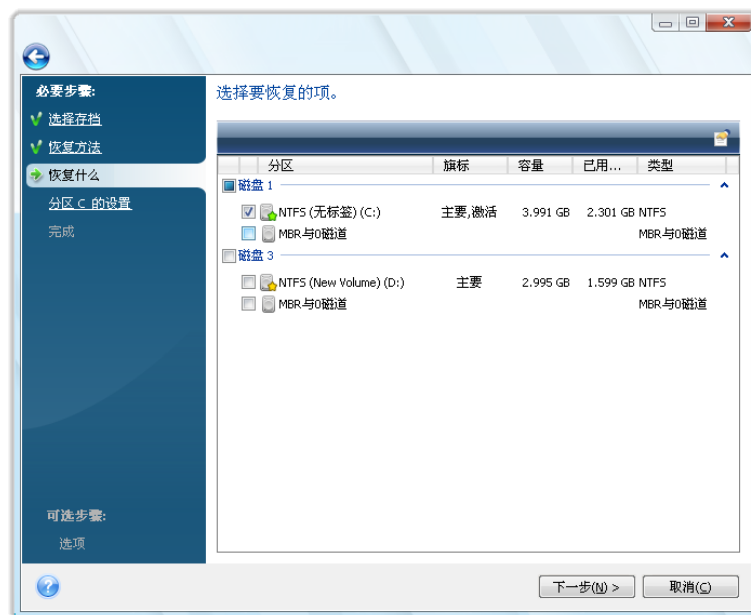 必要步骤:
选择存档
恢复方法
恢复什么
分区 C 的设置
完成
可选步骤:
选项
选择要恢复的项。
分区 旗标 容量 已用... 类型
磁盘 1
NTFS (无标签) (C:) 主要,激活 3.991 GB 2.301 GB NTFS
MBR与0磁道 MBR与0磁道
磁盘 3
NTFS (New Volume) (D:) 主要 2.995 GB 1.599 GB NTFS
MBR与0磁道 MBR与0磁道
下一步(N) > 取消(C)